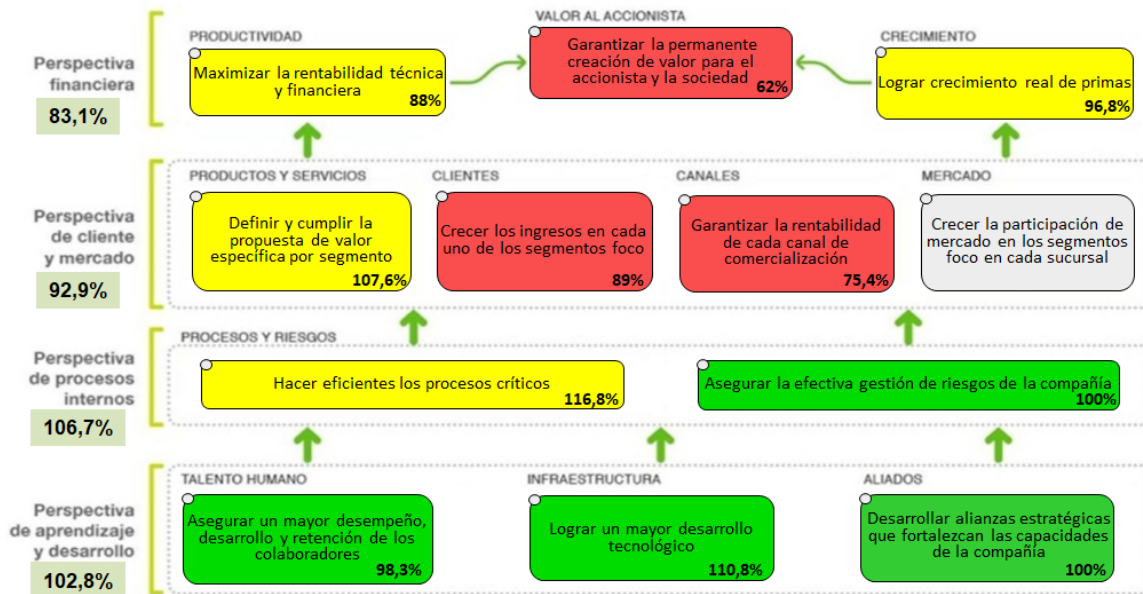 Perspectiva
financiera
83,1%
PRODUCTIVIDAD
Maximizar la rentabilidad técnica
y financiera
88%
VALOR AL ACCIONISTA
Garantizar la permanente
creación de valor para el
accionista y la sociedad
62%
CRECIMIENTO
Lograr crecimiento real de primas
96,8%
Perspectiva
de cliente
y mercado
92,9%
PRODUCTOS Y SERVICIOS
Definir y cumplir la
propuesta de valor
específica por segmento
107,6%
CLIENTES
Crecer los ingresos en cada
uno de los segmentos foco
89%
CANALES
Garantizar la rentabilidad
de cada canal de
comercialización
75,4%
MERCADO
Crecer la participación de
mercado en los segmentos
foco en cada sucursal
Perspectiva
de procesos
internos
106,7%
PROCESOS Y RIESGOS
Hacer eficientes los procesos críticos
116,8%
Asegurar la efectiva gestión de riesgos de la compañía
100%
Perspectiva
de aprendizaje
y desarrollo
102,8%
TALENTO HUMANO
Asegurar un mayor desempeño,
desarrollo y retención de los
colaboradores
98,3%
INFRAESTRUCTURA
Lograr un mayor desarrollo
tecnológico
110,8%
ALIADOS
Desarrollar alianzas estratégicas
que fortalezcan las capacidades
de la compañía
100%